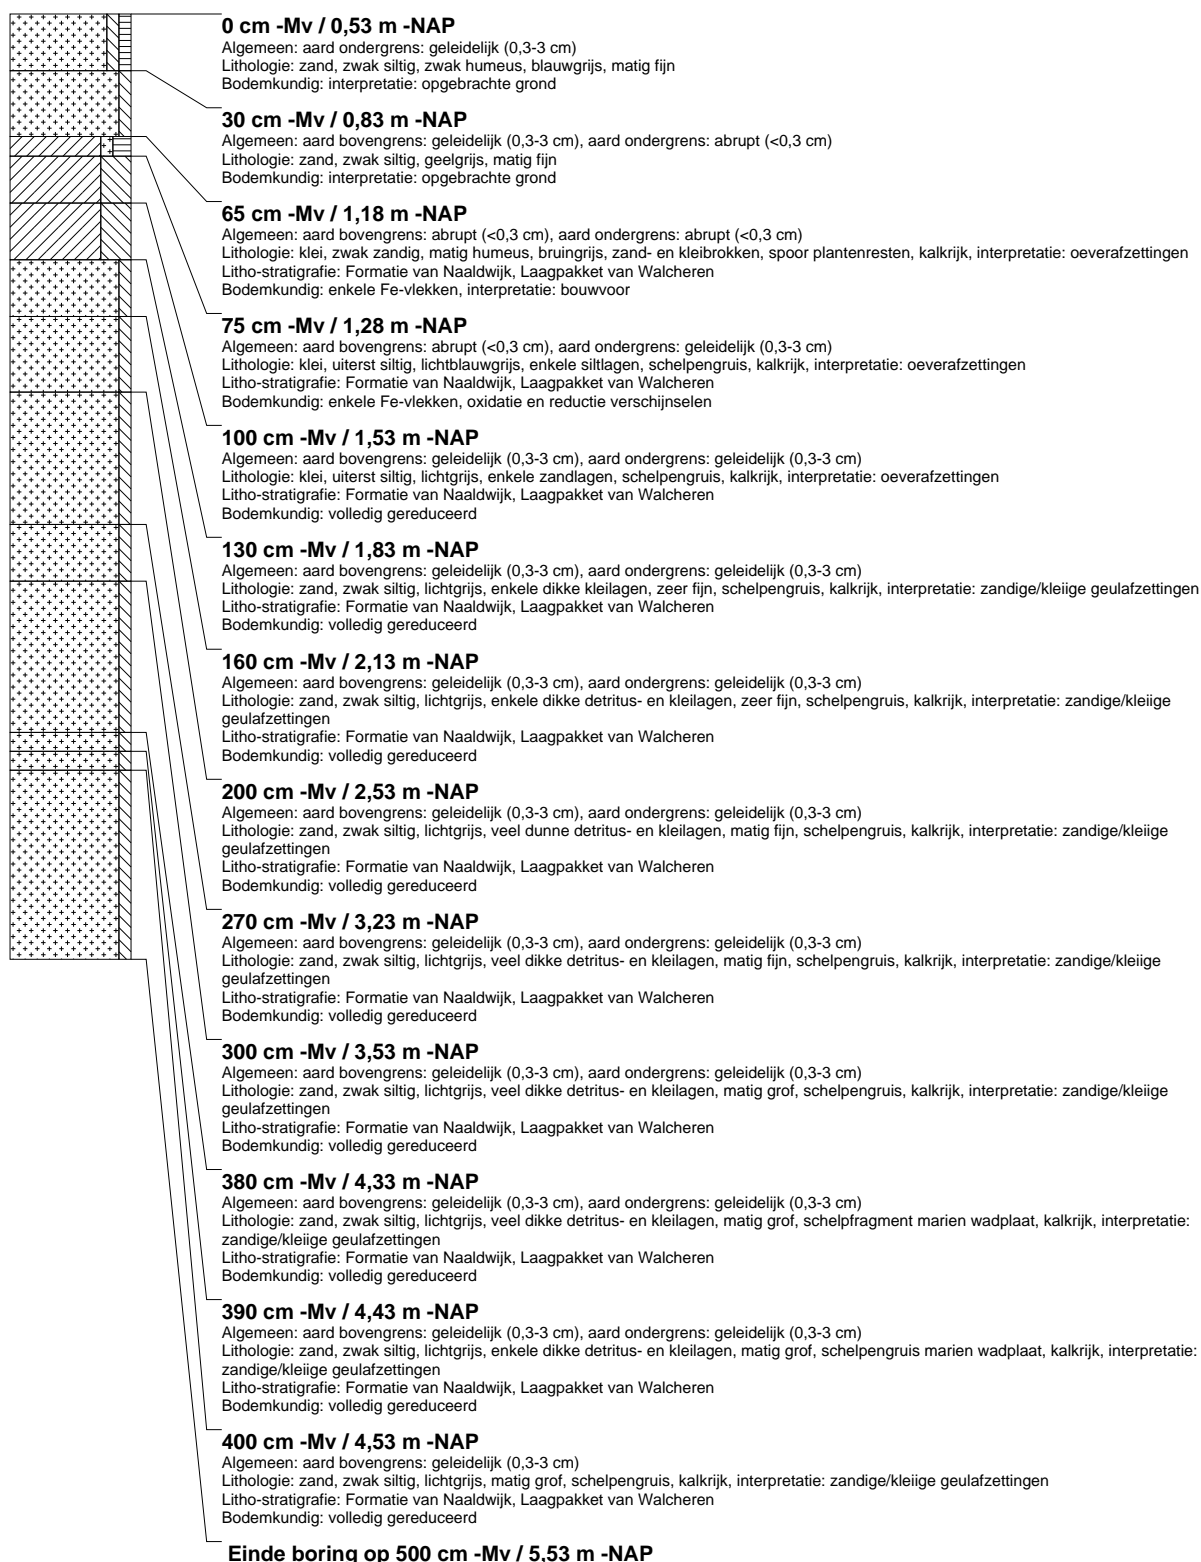 0 cm -Mv / 0,53 m -NAP
Algemeen: aard ondergrens: geleidelijk (0,3-3 cm)
Lithologie: zand, zwak siltig, zwak humeus, blauwgrijs, matig fijn
Bodemkundig: interpretatie: opgebrachte grond
30 cm -Mv / 0,83 m -NAP
Algemeen: aard bovengrens: geleidelijk (0,3-3 cm), aard ondergrens: abrupt (<0,3 cm)
Lithologie: zand, zwak siltig, geelgrijs, matig fijn
Bodemkundig: interpretatie: opgebrachte grond
65 cm -Mv / 1,18 m -NAP
Algemeen: aard bovengrens: abrupt (<0,3 cm), aard ondergrens: abrupt (<0,3 cm)
Lithologie: klei, zwak zandig, matig humeus, bruingrijs, zand- en kleibrokken, spoor plantenresten, kalkrijk, interpretatie: oeverafzettingen
Litho-stratigrafie: Formatie van Naaldwijk, Laagpakket van Walcheren
Bodemkundig: enkele Fe-vlekken, interpretatie: bouwvoor
75 cm -Mv / 1,28 m -NAP
Algemeen: aard bovengrens: abrupt (<0,3 cm), aard ondergrens: geleidelijk (0,3-3 cm)
Lithologie: klei, uiterst siltig, lichtblauwgrijs, enkele siltlagen, schelpengruis, kalkrijk, interpretatie: oeverafzettingen
Litho-stratigrafie: Formatie van Naaldwijk, Laagpakket van Walcheren
Bodemkundig: enkele Fe-vlekken, oxidatie en reductie verschijnselen
100 cm -Mv / 1,53 m -NAP
Algemeen: aard bovengrens: geleidelijk (0,3-3 cm), aard ondergrens: geleidelijk (0,3-3 cm)
Lithologie: klei, uiterst siltig, lichtgrijs, enkele zandlagen, schelpengruis, kalkrijk, interpretatie: oeverafzettingen
Litho-stratigrafie: Formatie van Naaldwijk, Laagpakket van Walcheren
Bodemkundig: volledig gereduceerd
130 cm -Mv / 1,83 m -NAP
Algemeen: aard bovengrens: geleidelijk (0,3-3 cm), aard ondergrens: geleidelijk (0,3-3 cm)
Lithologie: zand, zwak siltig, lichtgrijs, enkele dikke kleilagen, zeer fijn, schelpengruis, kalkrijk, interpretatie: zandige/kleiige geulafzettingen
Litho-stratigrafie: Formatie van Naaldwijk, Laagpakket van Walcheren
Bodemkundig: volledig gereduceerd
160 cm -Mv / 2,13 m -NAP
Algemeen: aard bovengrens: geleidelijk (0,3-3 cm), aard ondergrens: geleidelijk (0,3-3 cm)
Lithologie: zand, zwak siltig, lichtgrijs, enkele dikke detritus- en kleilagen, zeer fijn, schelpengruis, kalkrijk, interpretatie: zandige/kleiige
geulafzettingen
Litho-stratigrafie: Formatie van Naaldwijk, Laagpakket van Walcheren
Bodemkundig: volledig gereduceerd
200 cm -Mv / 2,53 m -NAP
Algemeen: aard bovengrens: geleidelijk (0,3-3 cm), aard ondergrens: geleidelijk (0,3-3 cm)
Lithologie: zand, zwak siltig, lichtgrijs, veel dunne detritus- en kleilagen, matig fijn, schelpengruis, kalkrijk, interpretatie: zandige/kleiige
geulafzettingen
Litho-stratigrafie: Formatie van Naaldwijk, Laagpakket van Walcheren
Bodemkundig: volledig gereduceerd
270 cm -Mv / 3,23 m -NAP
Algemeen: aard bovengrens: geleidelijk (0,3-3 cm), aard ondergrens: geleidelijk (0,3-3 cm)
Lithologie: zand, zwak siltig, lichtgrijs, veel dikke detritus- en kleilagen, matig fijn, schelpengruis, kalkrijk, interpretatie: zandige/kleiige
geulafzettingen
Litho-stratigrafie: Formatie van Naaldwijk, Laagpakket van Walcheren
Bodemkundig: volledig gereduceerd
300 cm -Mv / 3,53 m -NAP
Algemeen: aard bovengrens: geleidelijk (0,3-3 cm), aard ondergrens: geleidelijk (0,3-3 cm)
Lithologie: zand, zwak siltig, lichtgrijs, veel dikke detritus- en kleilagen, matig grof, schelpengruis, kalkrijk, interpretatie: zandige/kleiige
geulafzettingen
Litho-stratigrafie: Formatie van Naaldwijk, Laagpakket van Walcheren
Bodemkundig: volledig gereduceerd
380 cm -Mv / 4,33 m -NAP
Algemeen: aard bovengrens: geleidelijk (0,3-3 cm), aard ondergrens: geleidelijk (0,3-3 cm)
Lithologie: zand, zwak siltig, lichtgrijs, veel dikke detritus- en kleilagen, matig grof, schelpfragment marien wadplaat, kalkrijk, interpretatie:
zandige/kleiige geulafzettingen
Litho-stratigrafie: Formatie van Naaldwijk, Laagpakket van Walcheren
Bodemkundig: volledig gereduceerd
390 cm -Mv / 4,43 m -NAP
Algemeen: aard bovengrens: geleidelijk (0,3-3 cm), aard ondergrens: geleidelijk (0,3-3 cm)
Lithologie: zand, zwak siltig, lichtgrijs, enkele dikke detritus- en kleilagen, matig grof, schelpengruis marien wadplaat, kalkrijk, interpretatie:
zandige/kleiige geulafzettingen
Litho-stratigrafie: Formatie van Naaldwijk, Laagpakket van Walcheren
Bodemkundig: volledig gereduceerd
400 cm -Mv / 4,53 m -NAP
Algemeen: aard bovengrens: geleidelijk (0,3-3 cm)
Lithologie: zand, zwak siltig, lichtgrijs, matig grof, schelpengruis, kalkrijk, interpretatie: zandige/kleiige geulafzettingen
Litho-stratigrafie: Formatie van Naaldwijk, Laagpakket van Walcheren
Bodemkundig: volledig gereduceerd
Einde boring op 500 cm -Mv / 5,53 m -NAP